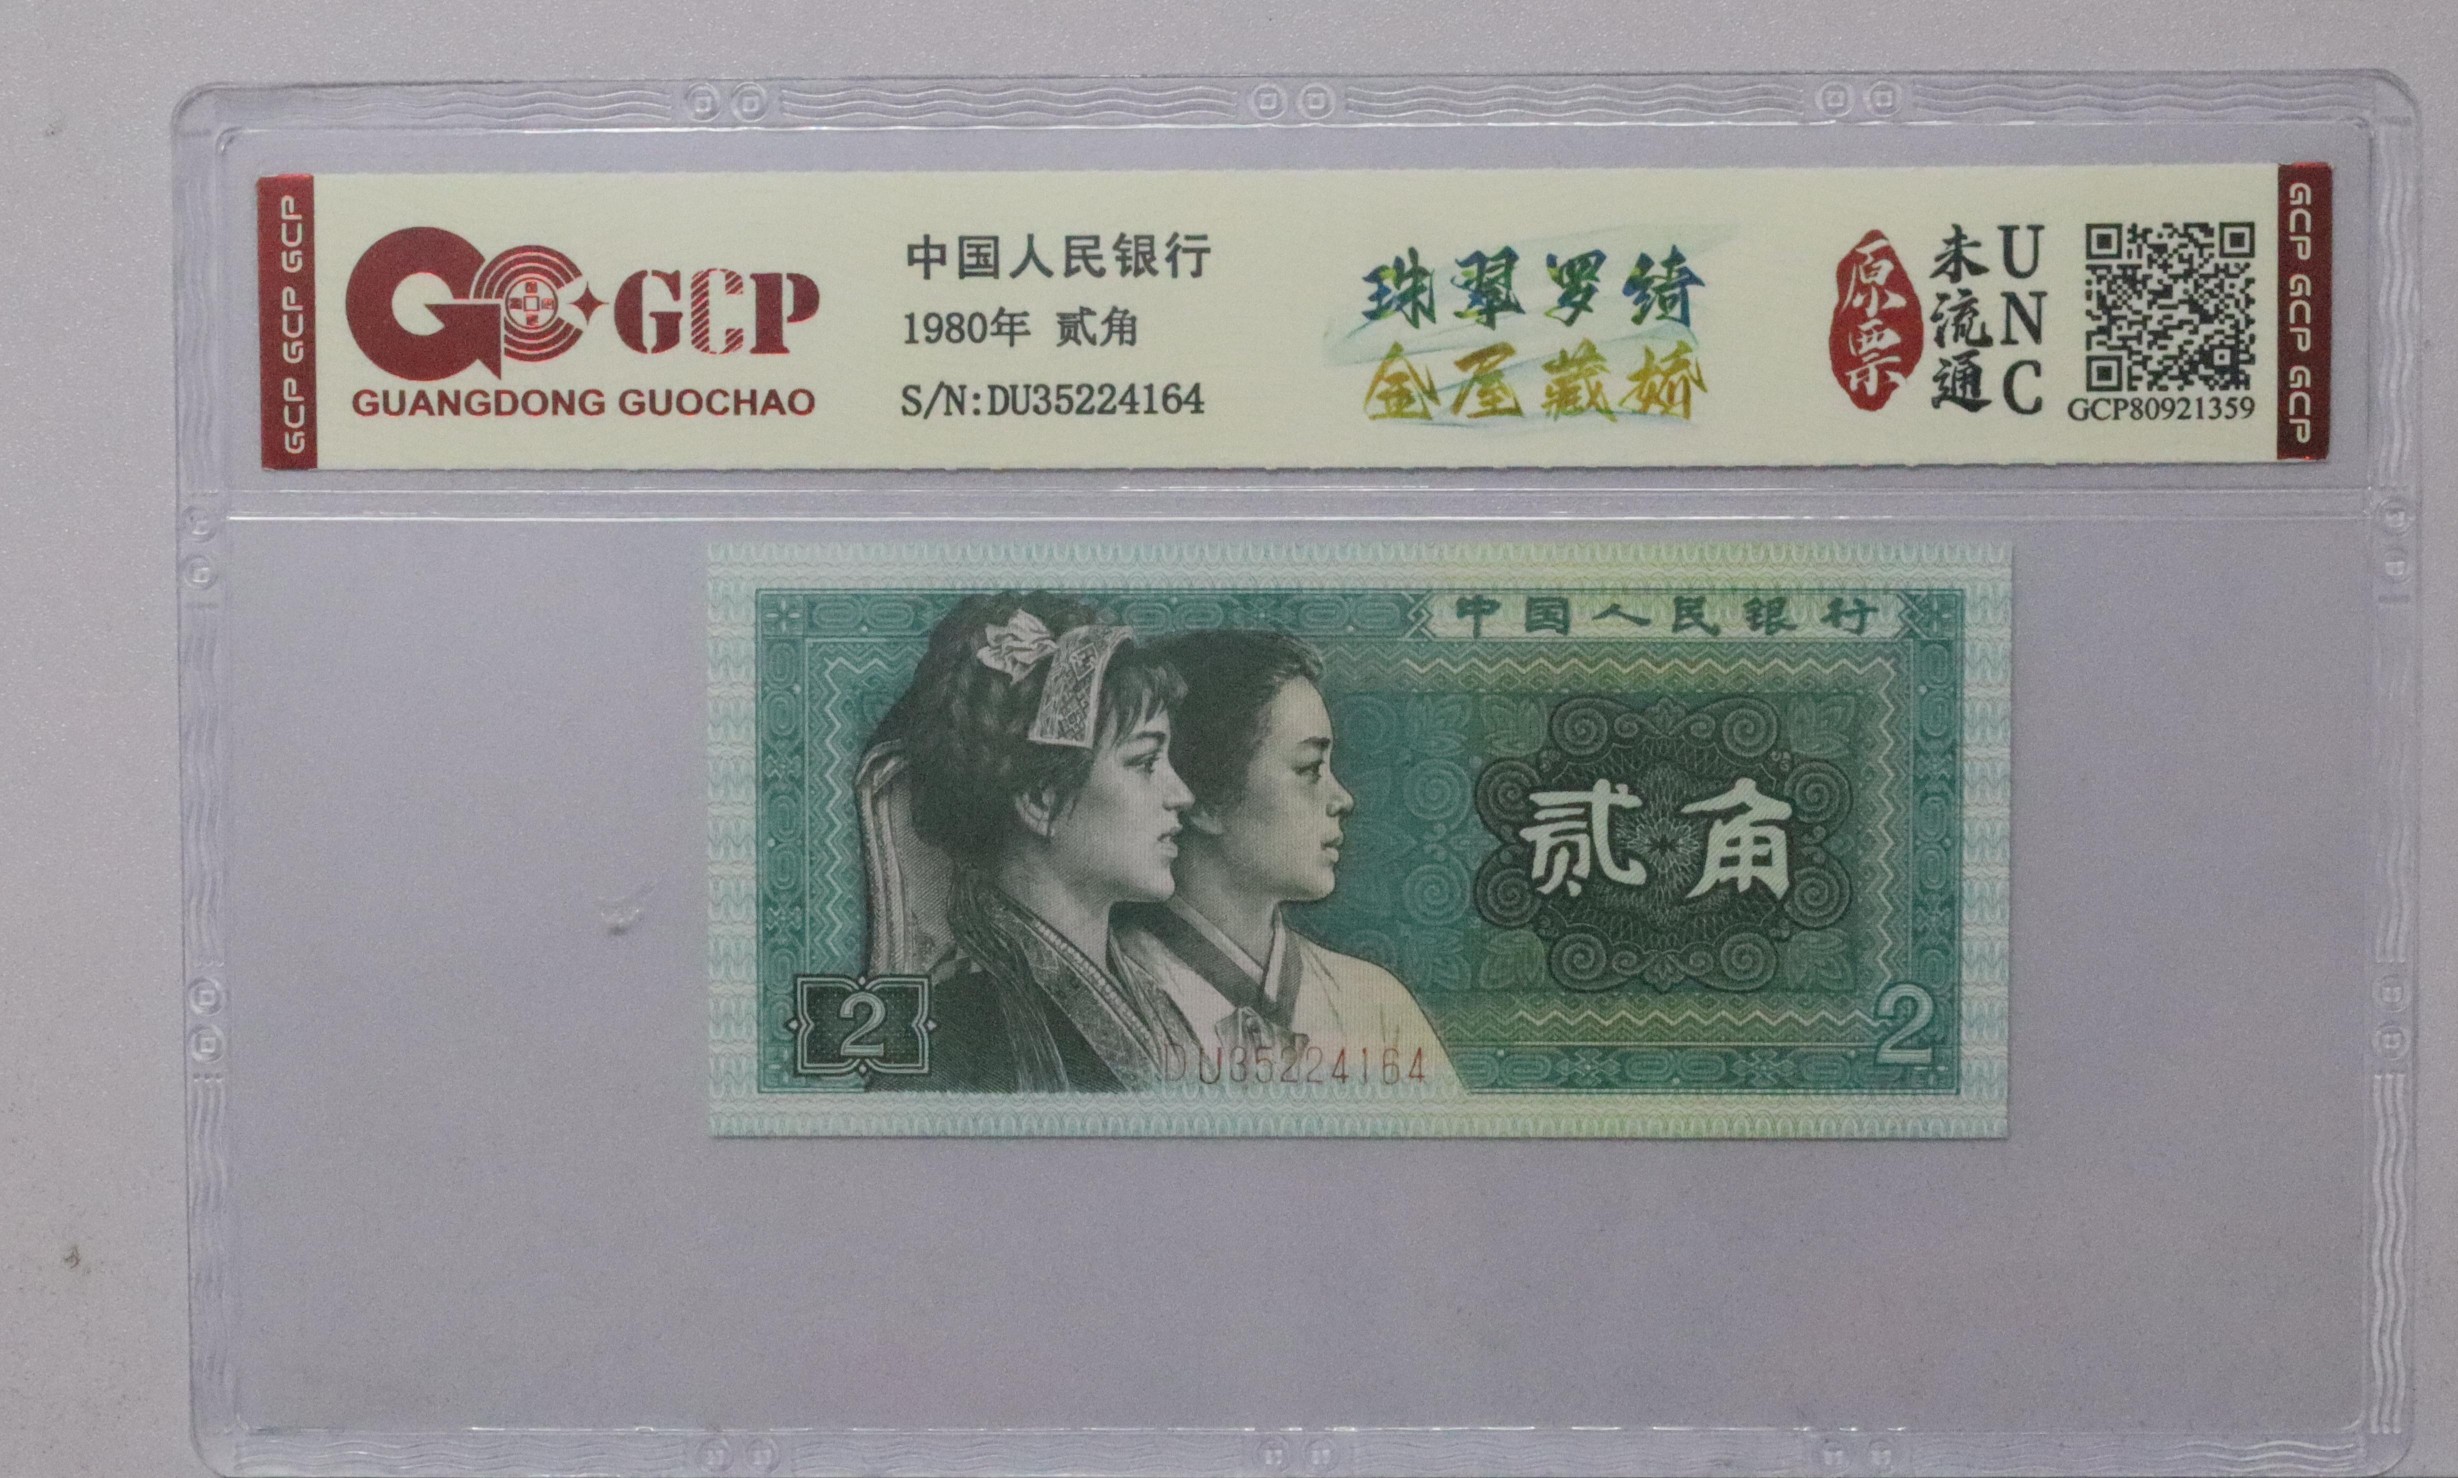 GCP GCP GCP
GCP
GUANGDONG GUOCHAO
中国人民银行
1980年 贰角
S/N:DU35224164
珠翠罗绮
金屋藏娇
原票
未流通
UNC
GCP80921359
GCP GCP GCP
中国人民银行
贰角
2
2
DU35224164